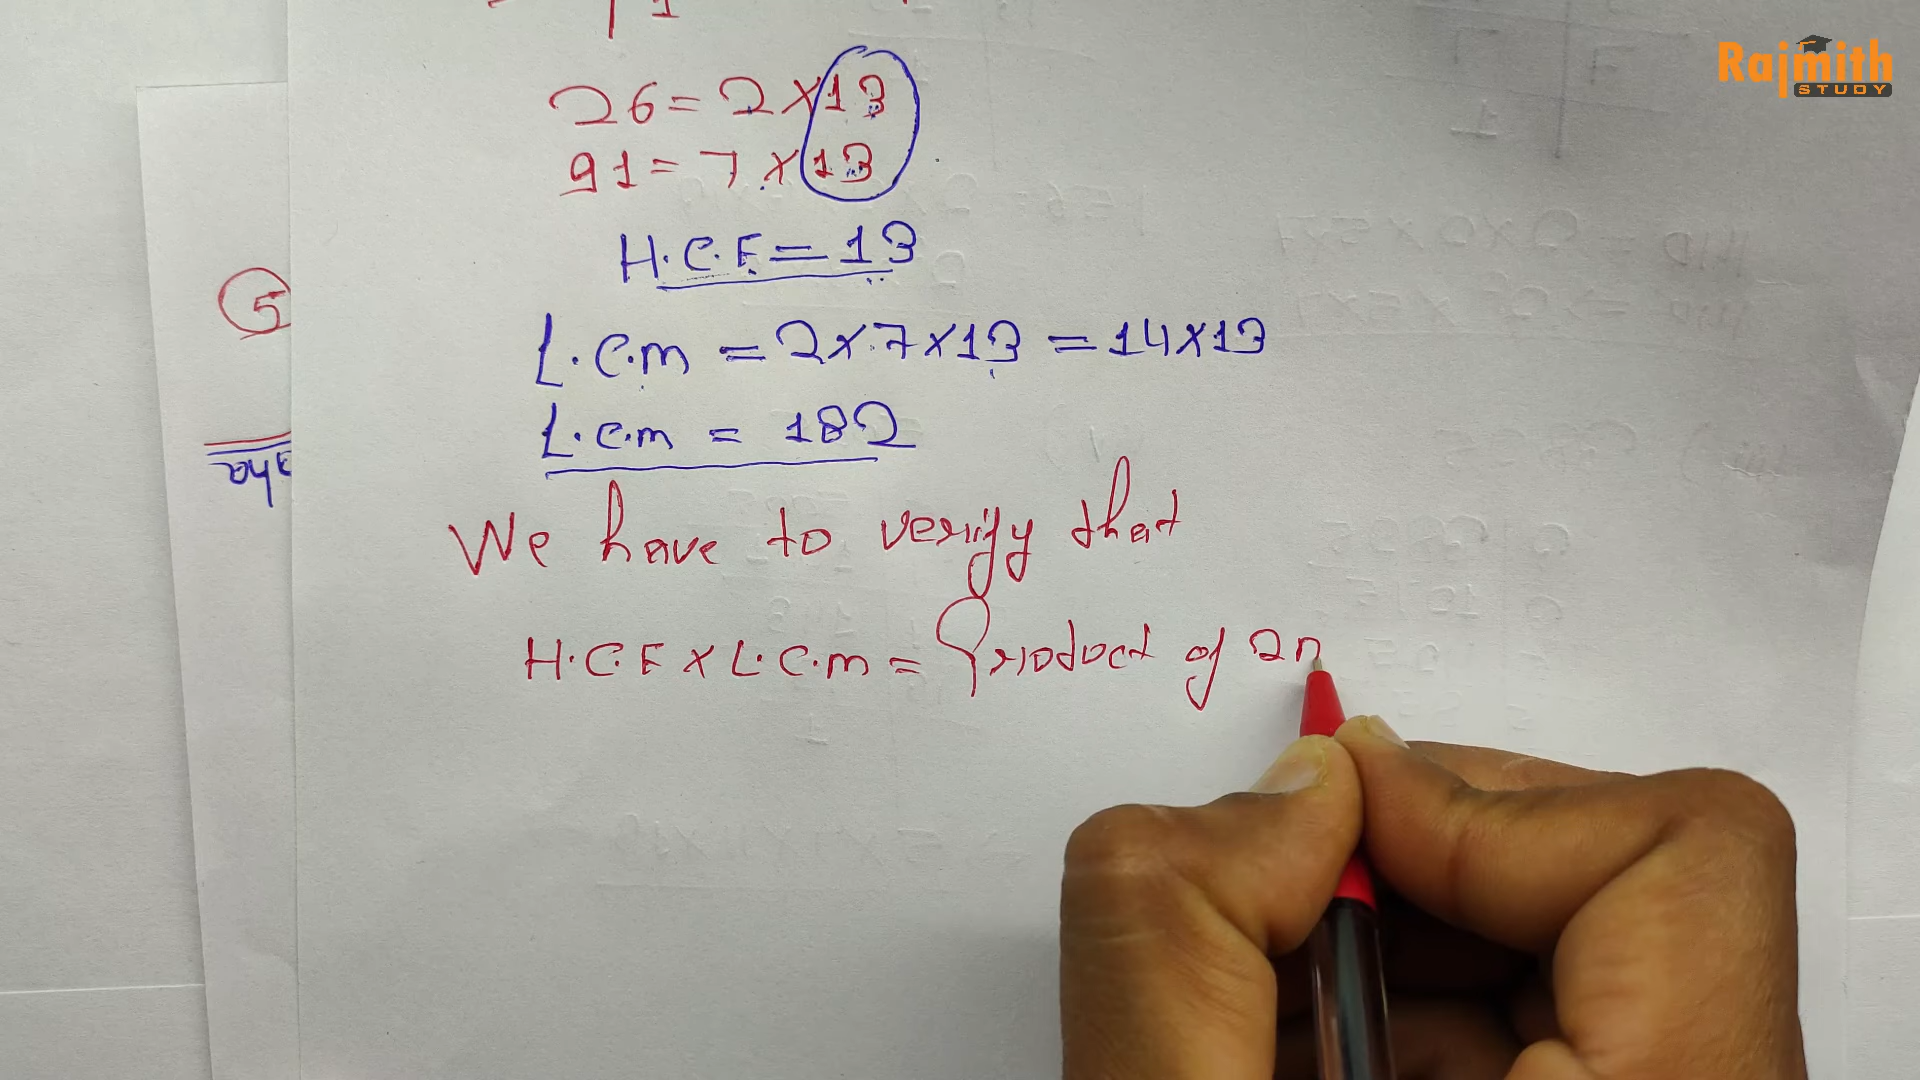 Rajmith
STUDY
26 = 2 × 13
91 = 7 × 13
H.C.F = 13
L.C.m = 2 × 7 × 13 = 14 × 13
L.C.m = 182
We have to verify that
H.C.F × L.C.m = Product of 2n
5